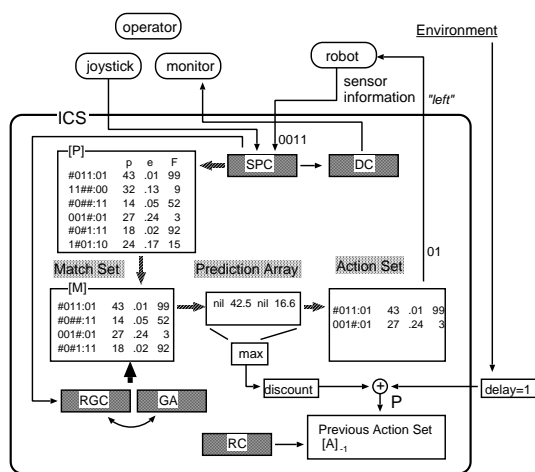 operator
Environment
joystick
monitor
robot
sensor
information
"left"
ICS
0011
[P]
p e F
#011:01 43 .01 99
11##:00 32 .13 9
#0##:11 14 .05 52
001#:01 27 .24 3
#0#1:11 18 .02 92
1#01:10 24 .17 15
SPC
DC
01
Match Set
Prediction Array
Action Set
[M]
#011:01 43 .01 99
#0##:11 14 .05 52
001#:01 27 .24 3
#0#1:11 18 .02 92
nil 42.5 nil 16.6
#011:01 43 .01 99
001#:01 27 .24 3
max
discount
+
P
delay=1
RGC
GA
RC
Previous Action Set
[A]-1